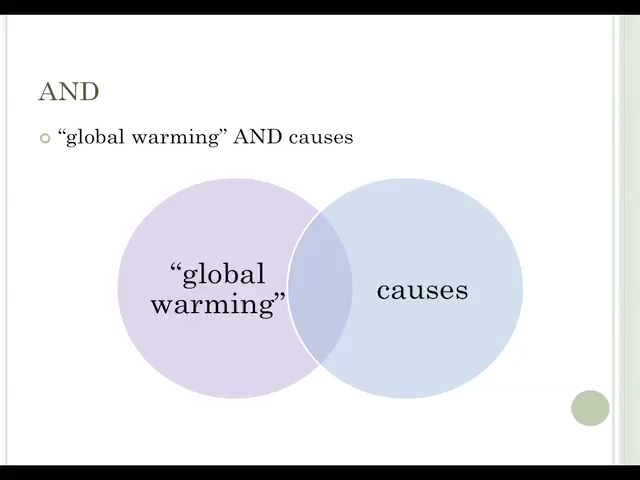 AND
“global warming” AND causes
“global
warming”
causes